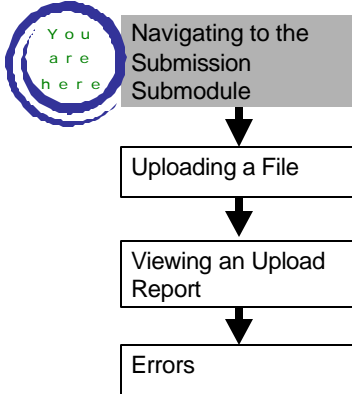 You
are
here
Navigating to the
Submission
Submodule
Uploading a File
Viewing an Upload
Report
Errors